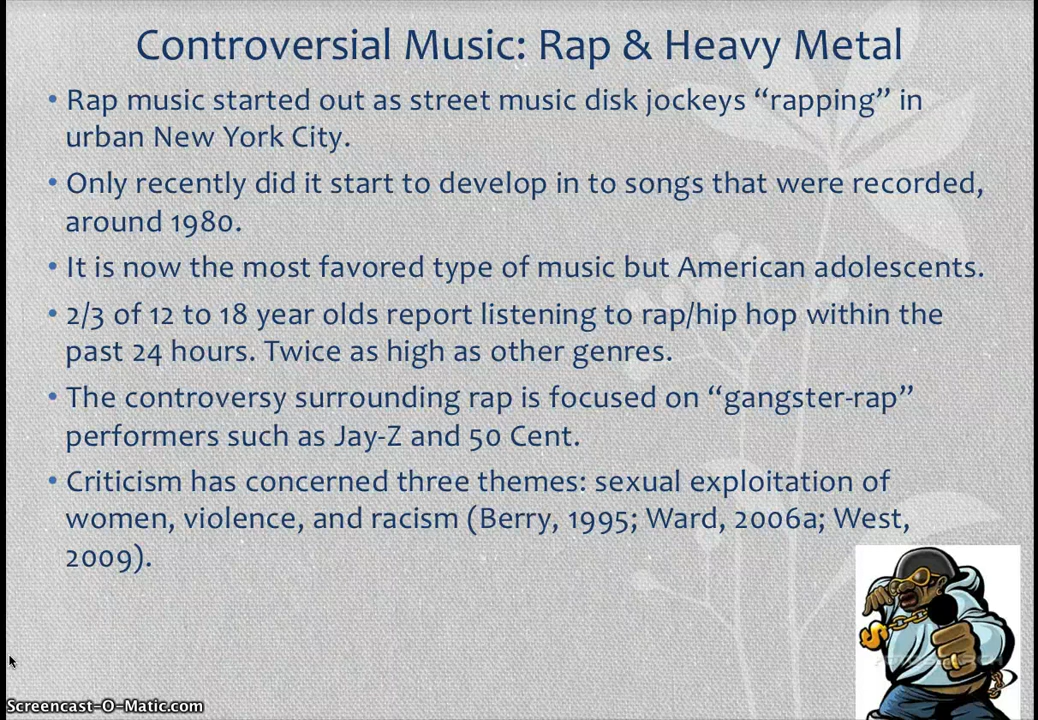 Controversial Music: Rap & Heavy Metal
• Rap music started out as street music disk jockeys “rapping” in
urban New York City.
• Only recently did it start to develop in to songs that were recorded,
around 1980.
• It is now the most favored type of music but American adolescents.
• 2/3 of 12 to 18 year olds report listening to rap/hip hop within the
past 24 hours. Twice as high as other genres.
• The controversy surrounding rap is focused on “gangster-rap”
performers such as Jay-Z and 50 Cent.
• Criticism has concerned three themes: sexual exploitation of
women, violence, and racism (Berry, 1995; Ward, 2006a; West,
2009).
Screencast-O-Matic.com